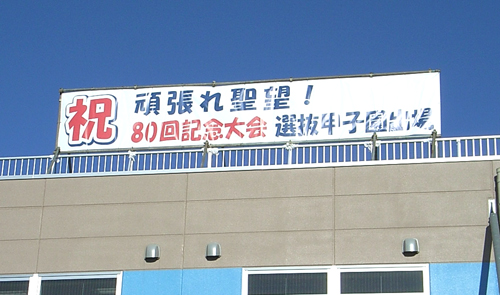 祝
頑張れ聖望！
80回記念大会 選抜甲子園出場